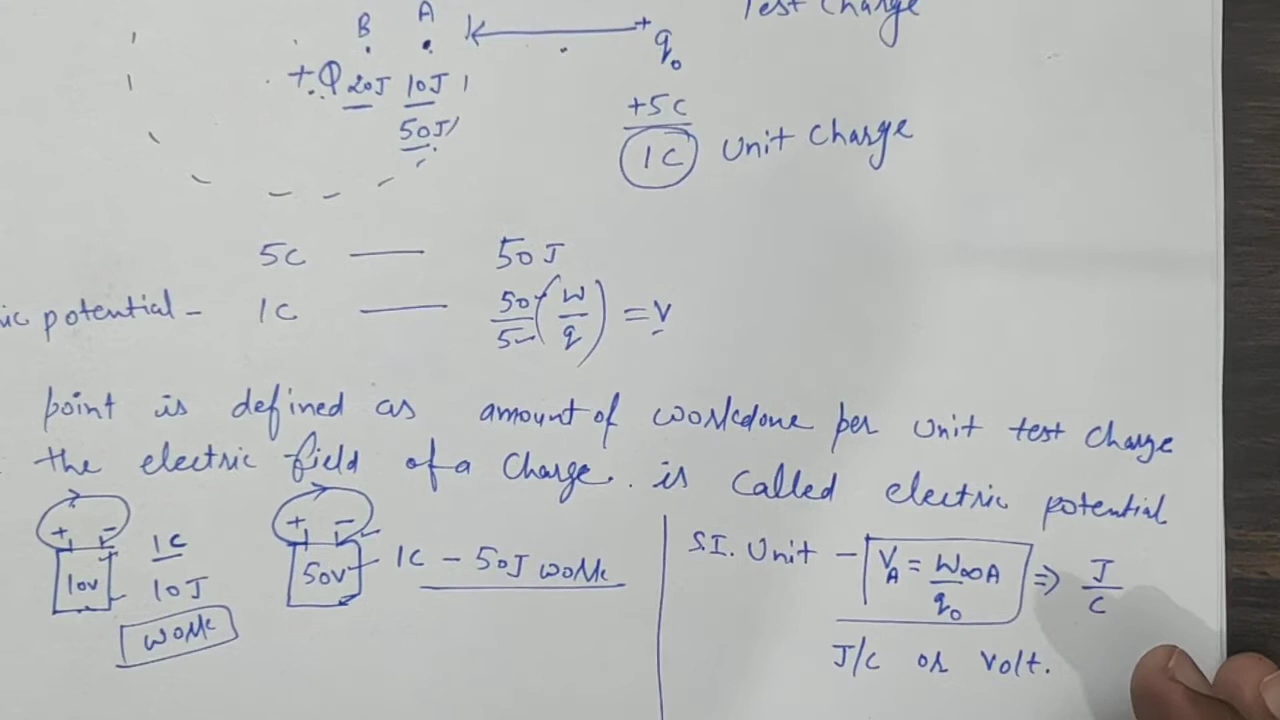 Test Charge
B A
+ q₀
+Q 20J 10J
50J
+5C
1C Unit Charge
5C — 50J
ic potential - 1C — 50/5 (W/q) = V
point is defined as amount of workdone per Unit test Charge
the electric field of a Charge. is called electric potential
+ - 1C
10V 10J
work
+ -
50V 1C - 50J work
S.I. Unit - V_A = W∞A/q₀ ⇒ J/C
J/C or volt.